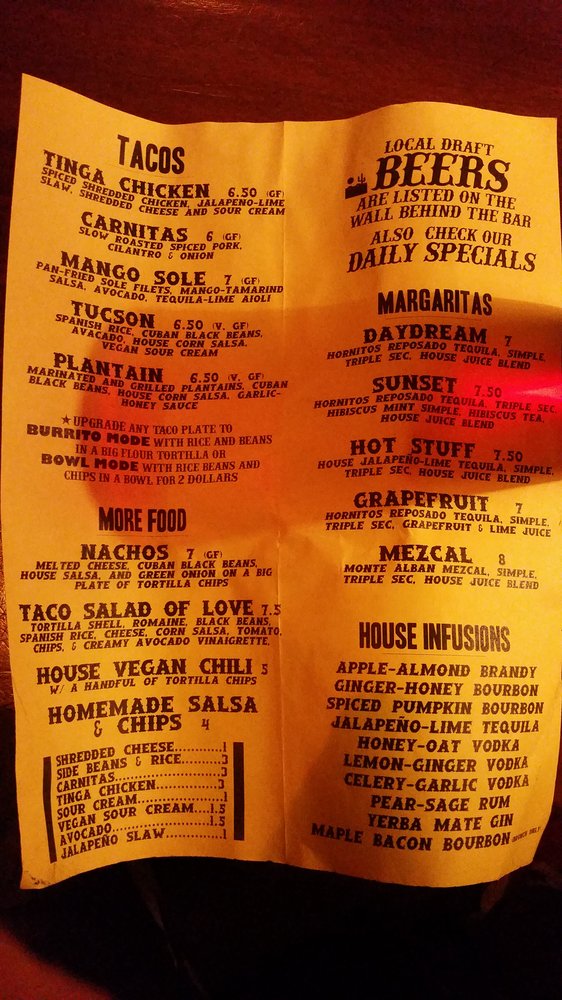 TACOS
TINGA CHICKEN 6.50 (GF)
SPICED SHREDDED CHICKEN, JALAPENO-LIME
SLAW, SHREDDED CHEESE AND SOUR CREAM
CARNITAS 6 (GF)
SLOW ROASTED SPICED PORK,
CILANTRO & ONION
MANGO SOLE 7 (GF)
PAN-FRIED SOLE FILETS, MANGO-TAMARIND
SALSA, AVOCADO, TEQUILA-LIME AIOLI
TUCSON 6.50 (V, GF)
SPANISH RICE, CUBAN BLACK BEANS,
AVACADO, HOUSE CORN SALSA,
VEGAN SOUR CREAM
PLANTAIN 6.50 (V, GF)
MARINATED AND GRILLED PLANTAINS, CUBAN
BLACK BEANS, HOUSE CORN SALSA, GARLIC-
HONEY SAUCE
★UPGRADE ANY TACO PLATE TO
BURRITO MODE WITH RICE AND BEANS
IN A BIG FLOUR TORTILLA OR
BOWL MODE WITH RICE BEANS AND
CHIPS IN A BOWL FOR 2 DOLLARS
MORE FOOD
NACHOS 7 (GF)
MELTED CHEESE, CUBAN BLACK BEANS,
HOUSE SALSA, AND GREEN ONION ON A BIG
PLATE OF TORTILLA CHIPS
TACO SALAD OF LOVE 7.5
TORTILLA SHELL, ROMAINE, BLACK BEANS,
SPANISH RICE, CHEESE, CORN SALSA, TOMATO,
CHIPS, & CREAMY AVOCADO VINAIGRETTE,
HOUSE VEGAN CHILI 5
W/ A HANDFUL OF TORTILLA CHIPS
HOMEMADE SALSA
& CHIPS 4
SHREDDED CHEESE........1
SIDE BEANS & RICE........3
CARNITAS........3
TINGA CHICKEN........3
SOUR CREAM........1
VEGAN SOUR CREAM....1.5
AVOCADO........1.5
JALAPEÑO SLAW........1
LOCAL DRAFT
BEERS
ARE LISTED ON THE
WALL BEHIND THE BAR
ALSO CHECK OUR
DAILY SPECIALS
MARGARITAS
DAYDREAM 7
HORNITOS REPOSADO TEQUILA, SIMPLE,
TRIPLE SEC, HOUSE JUICE BLEND
SUNSET 7.50
HORNITOS REPOSADO TEQUILA, TRIPLE SEC,
HIBISCUS MINT SIMPLE, HIBISCUS TEA,
HOUSE JUICE BLEND
HOT STUFF 7.50
HOUSE JALAPEÑO-LIME TEQUILA, SIMPLE,
TRIPLE SEC, HOUSE JUICE BLEND
GRAPEFRUIT 7
HORNITOS REPOSADO TEQUILA, SIMPLE,
TRIPLE SEC, GRAPEFRUIT & LIME JUICE
MEZCAL 8
MONTE ALBAN MEZCAL, SIMPLE,
TRIPLE SEC, HOUSE JUICE BLEND
HOUSE INFUSIONS
APPLE-ALMOND BRANDY
GINGER-HONEY BOURBON
SPICED PUMPKIN BOURBON
JALAPEÑO-LIME TEQUILA
HONEY-OAT VODKA
LEMON-GINGER VODKA
CELERY-GARLIC VODKA
PEAR-SAGE RUM
YERBA MATE GIN
MAPLE BACON BOURBON